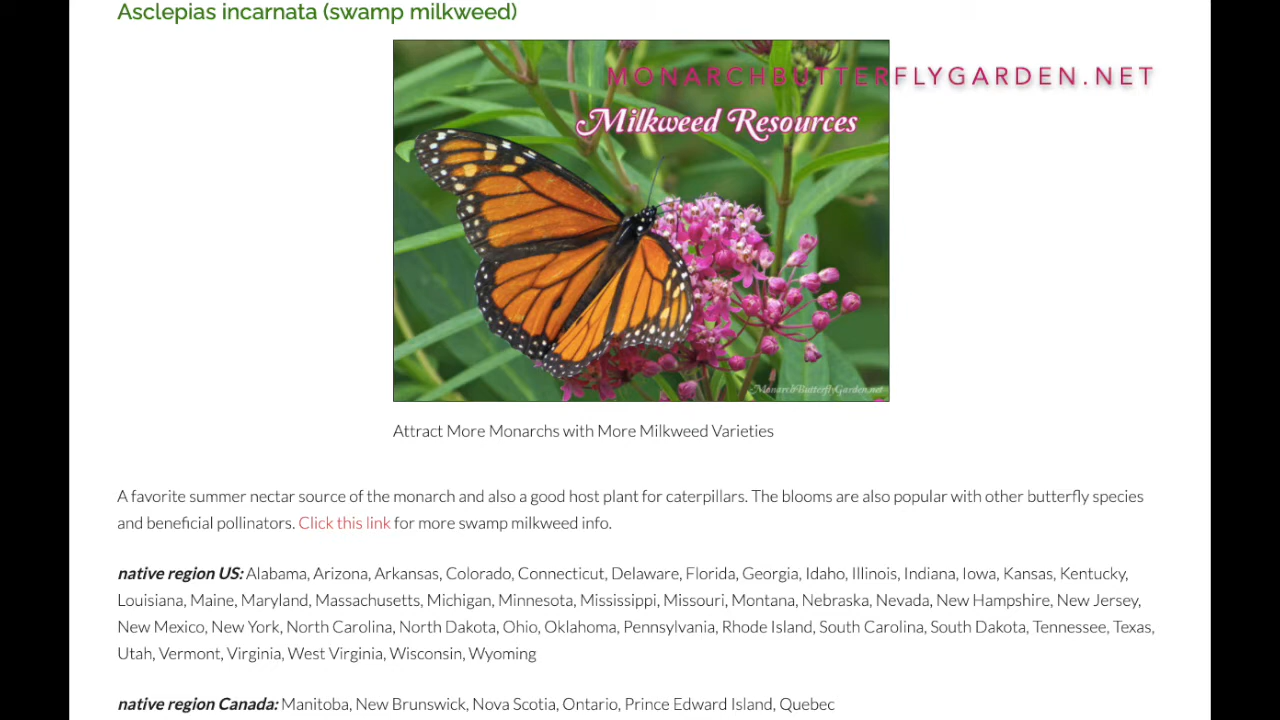 Asclepias incarnata (swamp milkweed)
MONARCHBUTTERFLYGARDEN.NET
Milkweed Resources
MonarchButterflyGarden.net
Attract More Monarchs with More Milkweed Varieties
A favorite summer nectar source of the monarch and also a good host plant for caterpillars. The blooms are also popular with other butterfly species
and beneficial pollinators. Click this link for more swamp milkweed info.
native region US: Alabama, Arizona, Arkansas, Colorado, Connecticut, Delaware, Florida, Georgia, Idaho, Illinois, Indiana, Iowa, Kansas, Kentucky,
Louisiana, Maine, Maryland, Massachusetts, Michigan, Minnesota, Mississippi, Missouri, Montana, Nebraska, Nevada, New Hampshire, New Jersey,
New Mexico, New York, North Carolina, North Dakota, Ohio, Oklahoma, Pennsylvania, Rhode Island, South Carolina, South Dakota, Tennessee, Texas,
Utah, Vermont, Virginia, West Virginia, Wisconsin, Wyoming
native region Canada: Manitoba, New Brunswick, Nova Scotia, Ontario, Prince Edward Island, Quebec